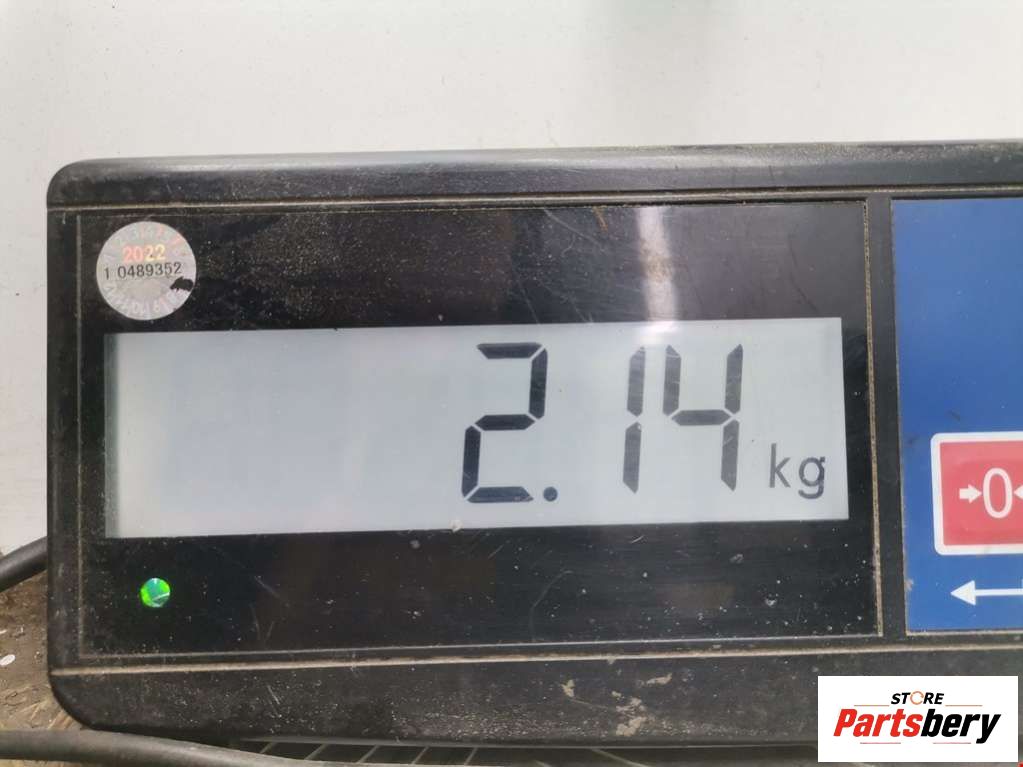 2022
1 0489352
2.14 kg
→0←
STORE
Partsbery